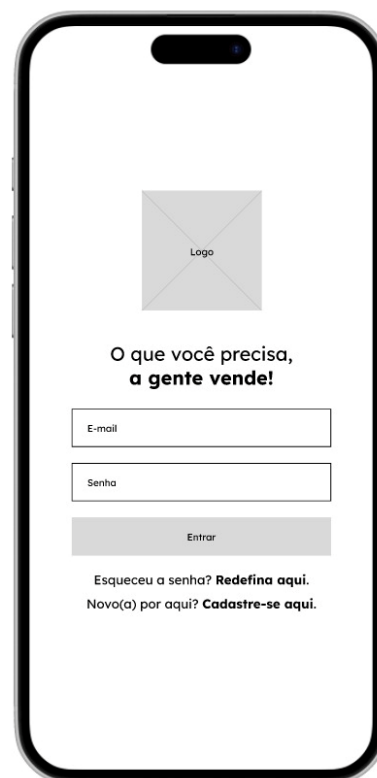 Logo
O que você precisa,
a gente vende!
E-mail
Senha
Entrar
Esqueceu a senha? Redefina aqui.
Novo(a) por aqui? Cadastre-se aqui.